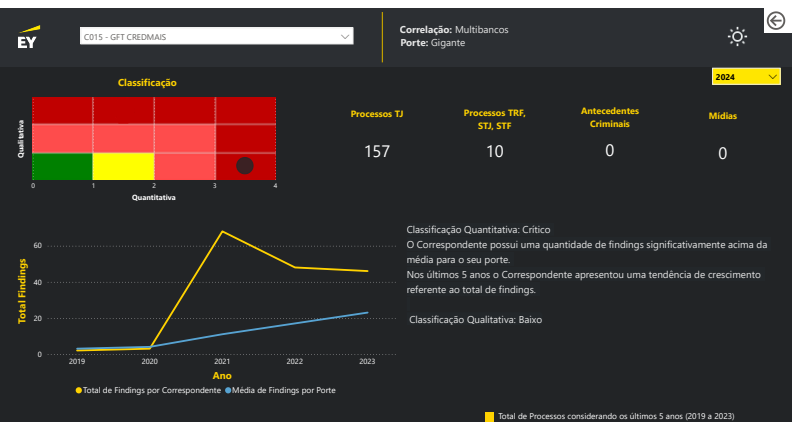 EY
C015 - GFT CREDMAIS
Correlação: Multibancos
Porte: Gigante
2024
Classificação
Qualitativa
0 1 2 3 4
Quantitativa
Processos TJ
157
Processos TRF,
STJ, STF
10
Antecedentes
Criminais
0
Mídias
0
Total Findings
60
40
20
0
2019 2020 2021 2022 2023
Ano
Total de Findings por Correspondente Média de Findings por Porte
Classificação Quantitativa: Crítico
O Correspondente possui uma quantidade de findings significativamente acima da
média para o seu porte.
Nos últimos 5 anos o Correspondente apresentou uma tendência de crescimento
referente ao total de findings.
Classificação Qualitativa: Baixo
Total de Processos considerando os últimos 5 anos (2019 a 2023)